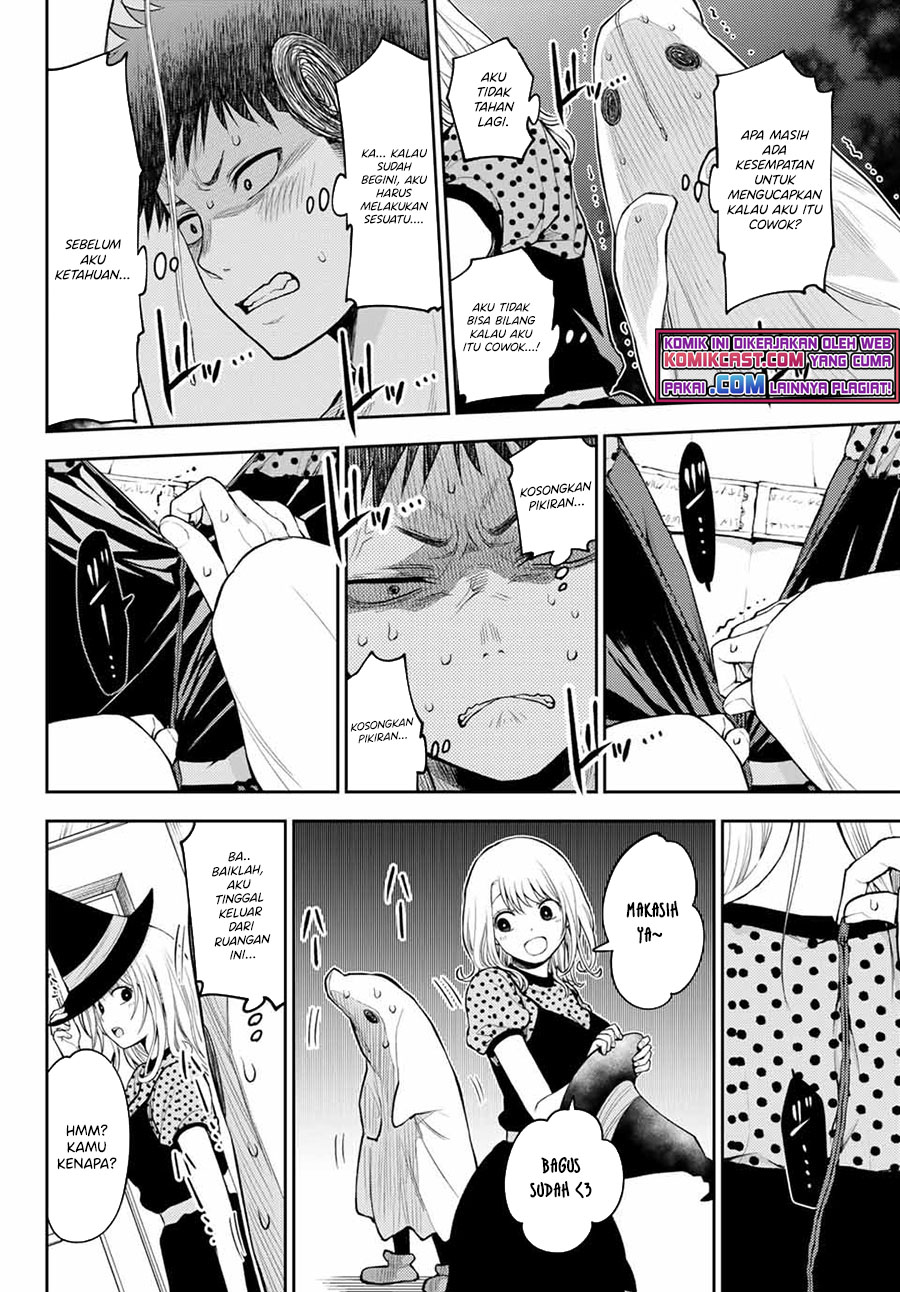 APA MASIH
ADA
KESEMPATAN
UNTUK
MENGUCAPKAN
KALAU AKU ITU
COWOK?
AKU
TIDAK
TAHAN
LAGI.
AKU TIDAK
BISA BILANG
KALAU AKU
ITU COWOK...!
KA... KALAU
SUDAH
BEGINI, AKU
HARUS
MELAKUKAN
SESUATU....
SEBELUM
AKU
KETAHUAN...
KOMIK INI DIKERJAKAN OLEH WEB
KOMIKCAST.COM YANG CUMA
PAKAI .COM LAINNYA PLAGIAT!
KOSONGKAN
PIKIRAN...
KOSONGKAN
PIKIRAN...
MAKASIH
YA~
BAGUS
SUDAH <3
BA..
BAIKLAH,
AKU
TINGGAL
KELUAR
DARI
RUANGAN
INI...
HMM?
KAMU
KENAPA?